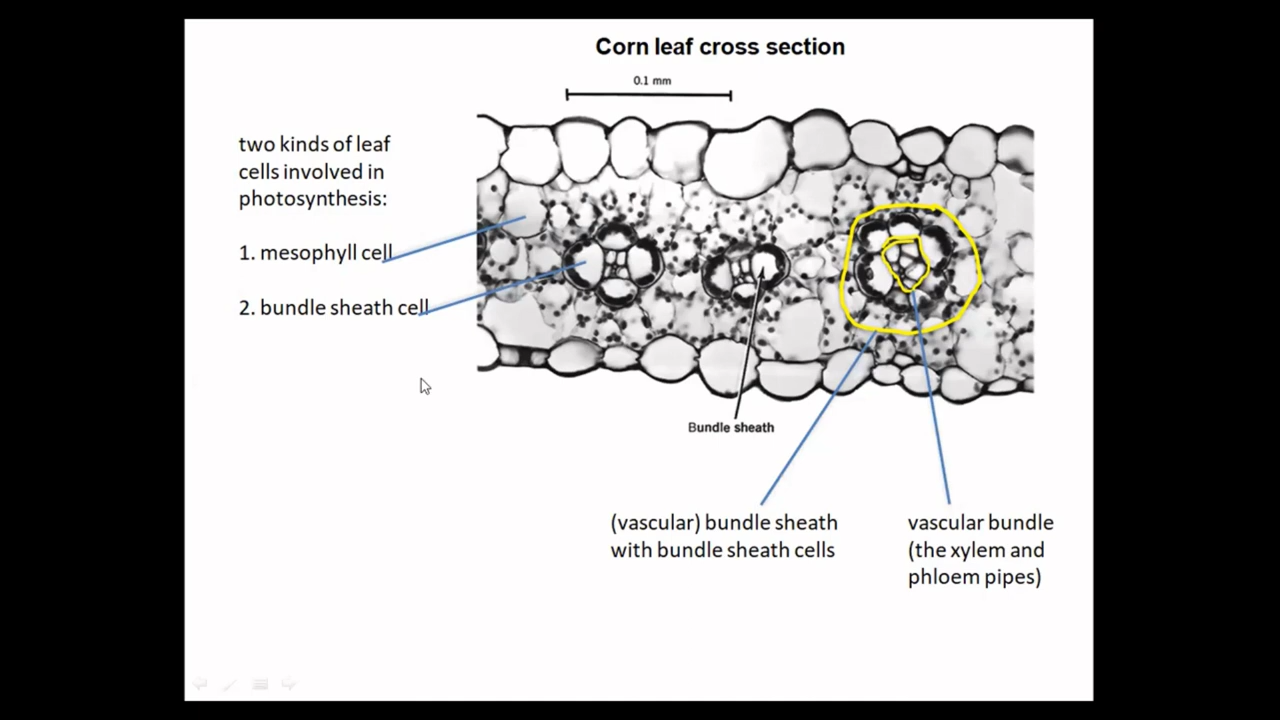 Corn leaf cross section
0.1 mm
two kinds of leaf
cells involved in
photosynthesis:
1. mesophyll cell
2. bundle sheath cell
Bundle sheath
(vascular) bundle sheath
with bundle sheath cells
vascular bundle
(the xylem and
phloem pipes)